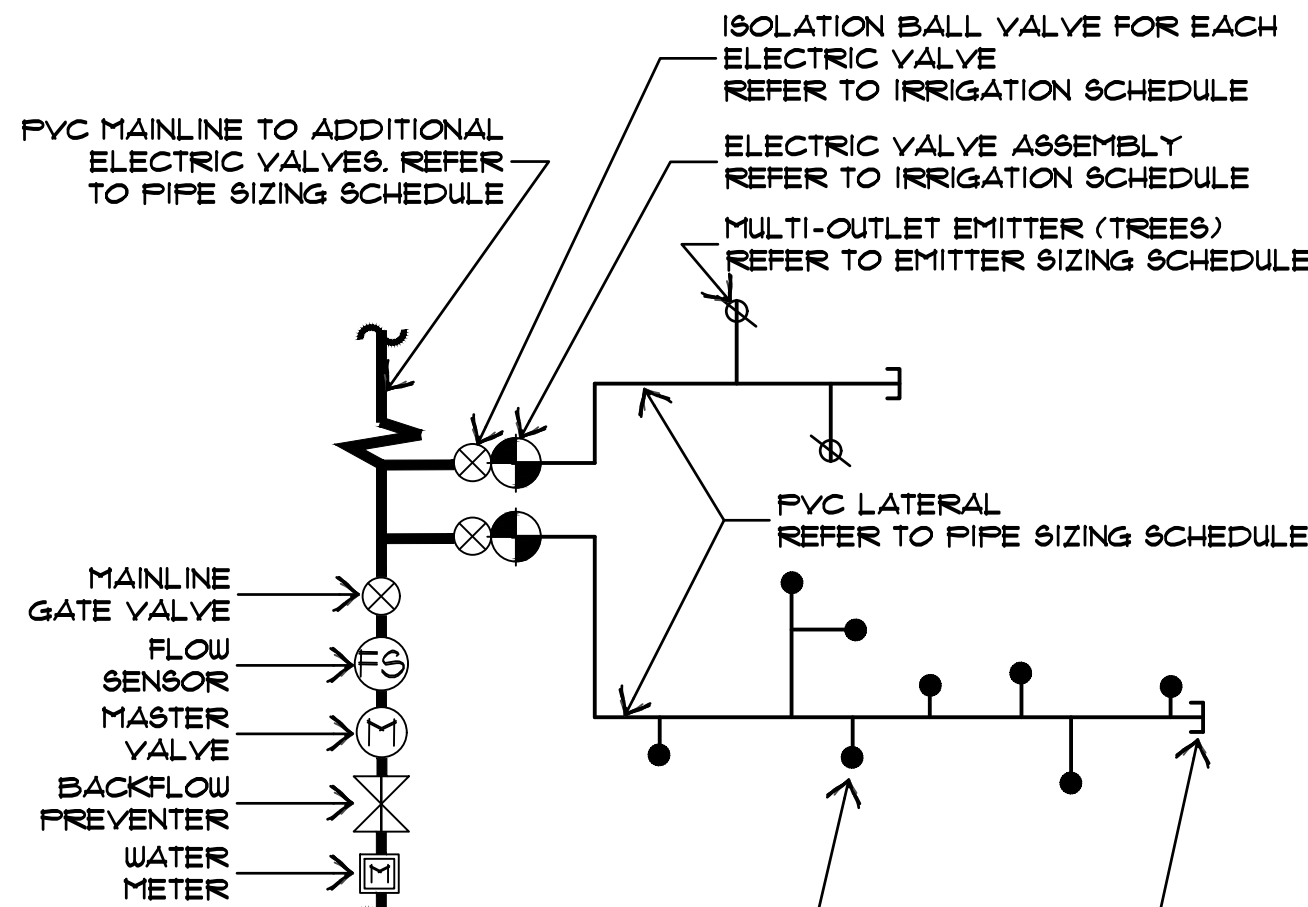 ISOLATION BALL VALVE FOR EACH
ELECTRIC VALVE
REFER TO IRRIGATION SCHEDULE
PVC MAINLINE TO ADDITIONAL
ELECTRIC VALVES. REFER
TO PIPE SIZING SCHEDULE
ELECTRIC VALVE ASSEMBLY
REFER TO IRRIGATION SCHEDULE
MULTI-OUTLET EMITTER (TREES)
REFER TO EMITTER SIZING SCHEDULE
PVC LATERAL
REFER TO PIPE SIZING SCHEDULE
MAINLINE
GATE VALVE
FLOW
SENSOR
FS
MASTER
VALVE
M
BACKFLOW
PREVENTER
WATER
METER
M